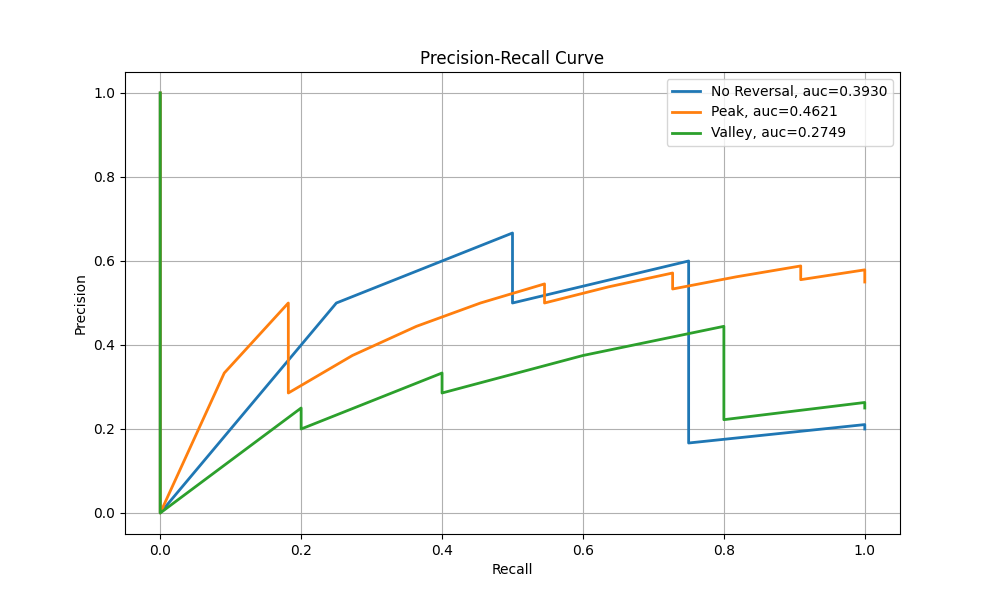 Precision-Recall Curve
No Reversal, auc=0.3930
Peak, auc=0.4621
Valley, auc=0.2749
1.0
0.8
0.6
0.4
0.2
0.0
Precision
0.0 0.2 0.4 0.6 0.8 1.0
Recall